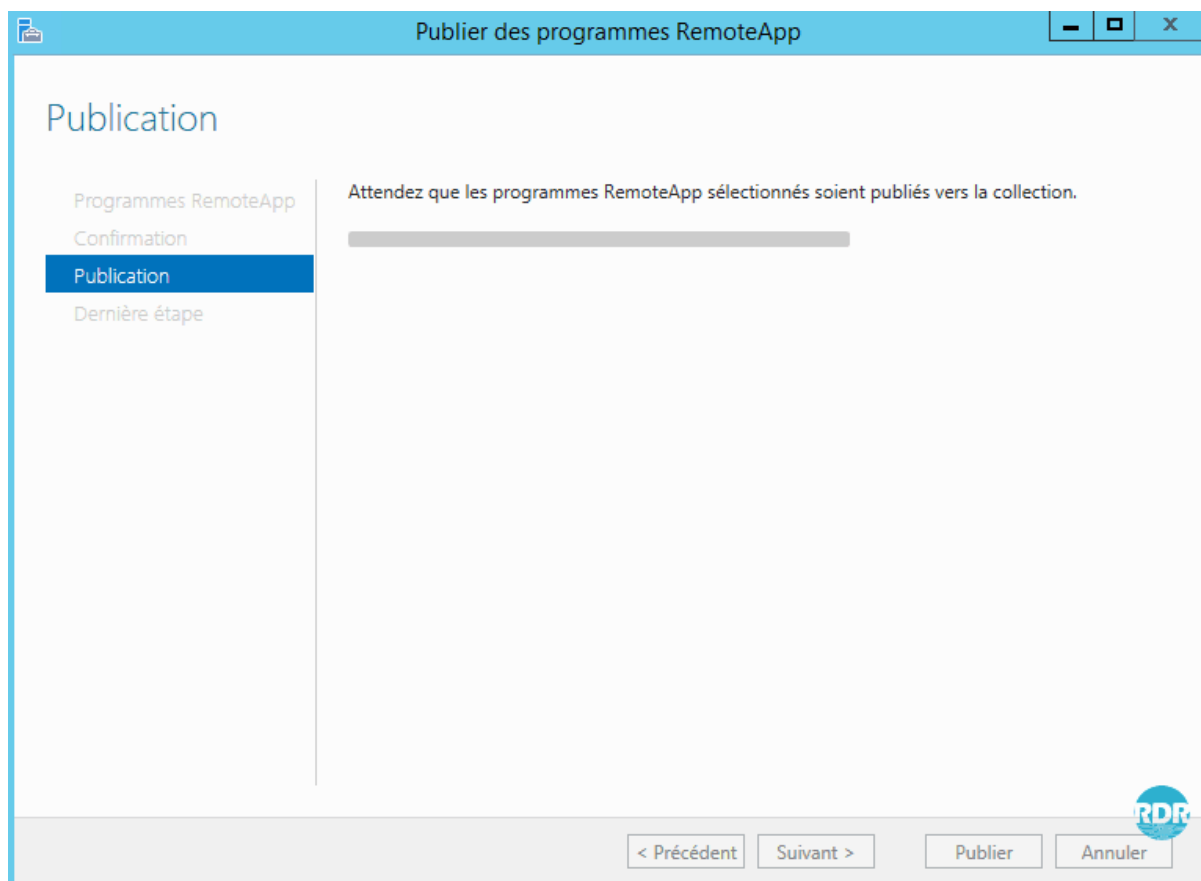 Publier des programmes RemoteApp
Publication
Programmes RemoteApp
Confirmation
Publication
Dernière étape
Attendez que les programmes RemoteApp sélectionnés soient publiés vers la collection.
< Précédent
Suivant >
Publier
Annuler
RDR